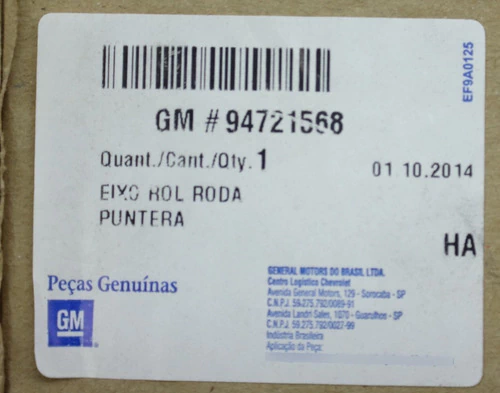 EF9A0125
GM # 94721568
Quant./Cant./Qty. 1
01.10.2014
EIXO ROL RODA
PUNTERA
HA
Peças Genuínas
GM
GENERAL MOTORS DO BRASIL LTDA.
Centro Logístico Chevrolet
Avenida General Motors, 129 - Sorocaba - SP
C.N.P.J. 59.275.792/0089-91
Avenida Landri Sales, 1070 - Guarulhos - SP
C.N.P.J. 59.275.792/0027-99
Indústria Brasileira
Aplicação da Peça: